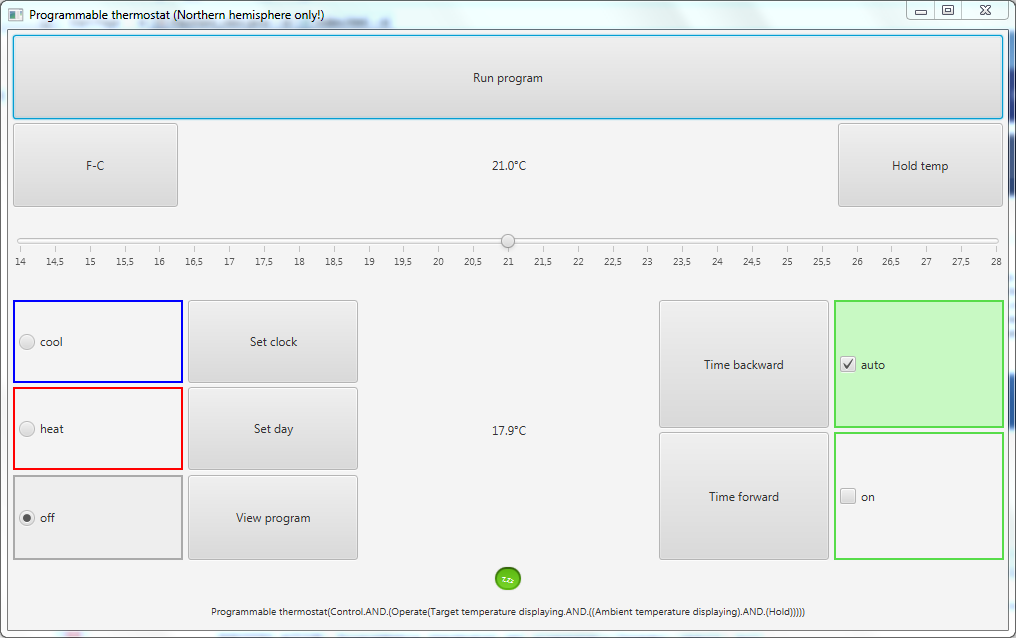 Programmable thermostat (Northern hemisphere only!)
Run program
F-C
21.0°C
Hold temp
14 14,5 15 15,5 16 16,5 17 17,5 18 18,5 19 19,5 20 20,5 21 21,5 22 22,5 23 23,5 24 24,5 25 25,5 26 26,5 27 27,5 28
cool
Set clock
Time backward
auto
heat
Set day
17.9°C
Time forward
on
off
View program
zzz
Programmable thermostat(Control.AND.(Operate(Target temperature displaying.AND.((Ambient temperature displaying).AND.(Hold)))))